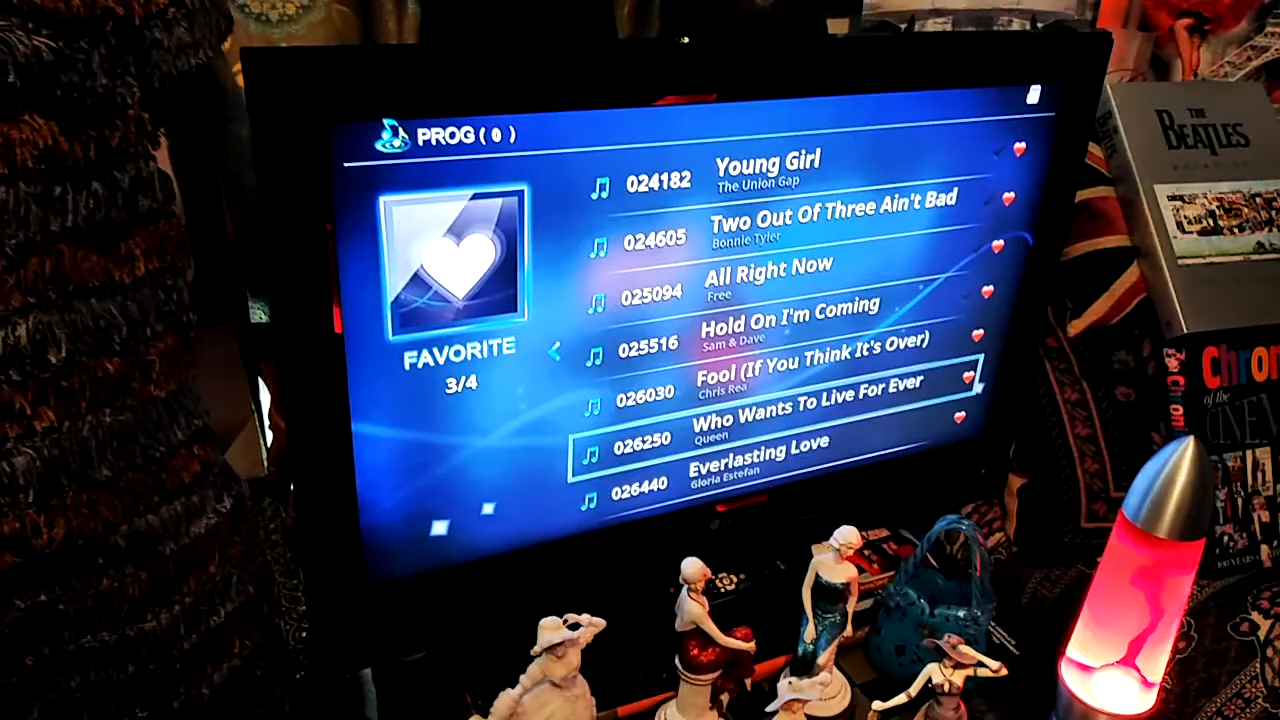 PROG ( 0 )
FAVORITE
3/4
024182 Young Girl
The Union Gap
024605 Two Out Of Three Ain't Bad
Bonnie Tyler
025094 All Right Now
Free
025516 Hold On I'm Coming
Sam & Dave
026030 Fool (If You Think It's Over)
Chris Rea
026250 Who Wants To Live For Ever
Queen
026440 Everlasting Love
Gloria Estefan
THE
BEATLES
Chron
of the
CINEM
100 YEARS